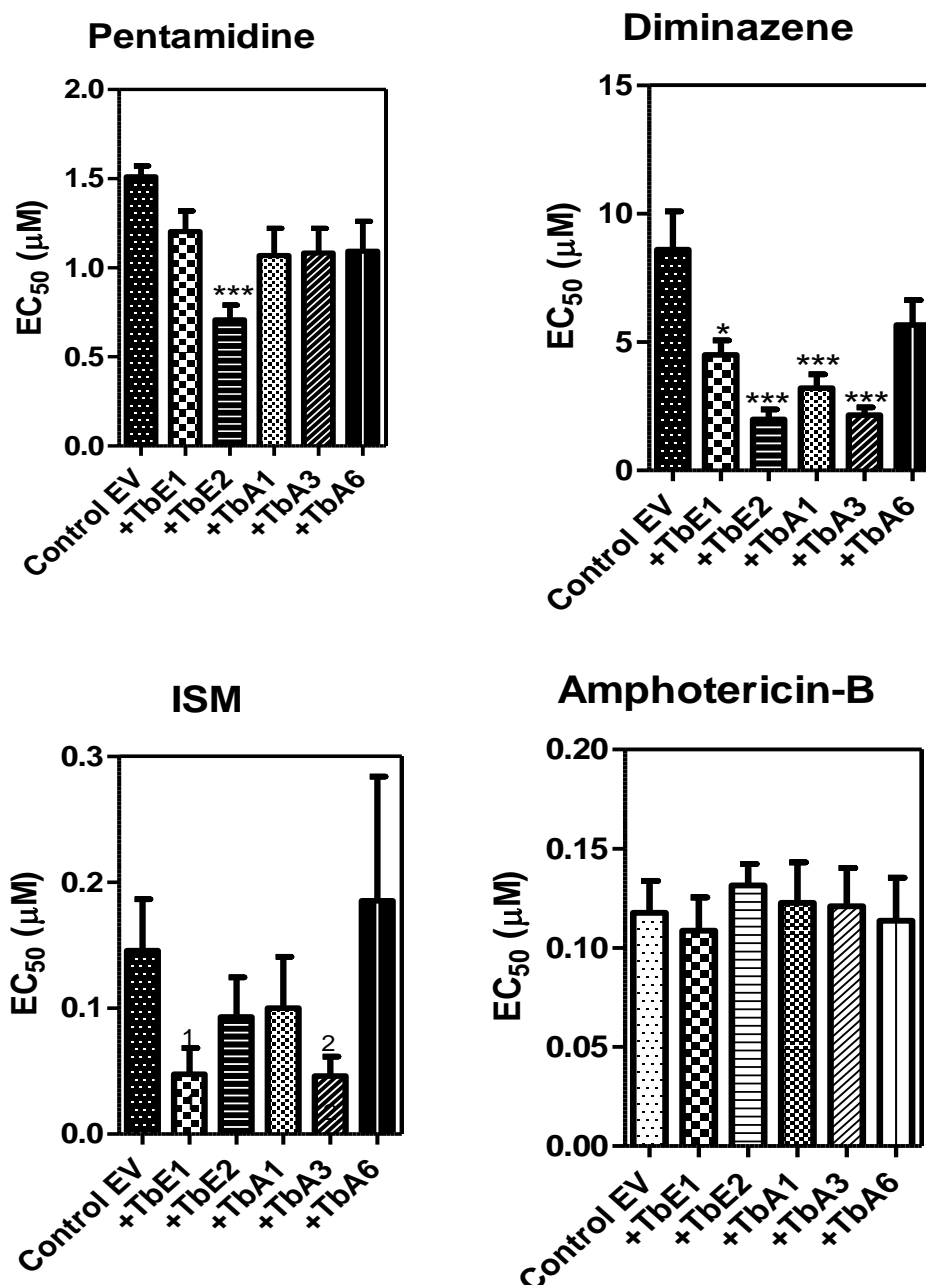 Pentamidine
EC50 (µM)
2.0
1.5
1.0
0.5
0.0
***
Control EV
+TbE1
+TbE2
+TbA1
+TbA3
+TbA6
Diminazene
EC50 (µM)
15
10
5
0
*
***
***
***
Control EV
+TbE1
+TbE2
+TbA1
+TbA3
+TbA6
ISM
EC50 (µM)
0.3
0.2
0.1
0.0
1
2
Control EV
+TbE1
+TbE2
+TbA1
+TbA3
+TbA6
Amphotericin-B
EC50 (µM)
0.20
0.15
0.10
0.05
0.00
Control EV
+TbE1
+TbE2
+TbA1
+TbA3
+TbA6